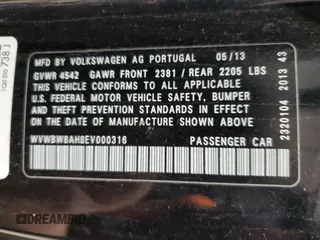 MFD BY VOLKSWAGEN AG PORTUGAL 05/13
GVWR 4542 GAWR FRONT 2381 / REAR 2205 LBS
THIS VEHICLE CONFORMS TO ALL APPLICABLE
U.S. FEDERAL MOTOR VEHICLE SAFETY, BUMPER
AND THEFT PREVENTION STANDARDS IN EFFECT ON
THE DATE OF MANUFACTURE SHOWN ABOVE.
WVWBW8AH8EV000316 PASSENGER CAR
2320104 2013 43
738 J
DREAMBID